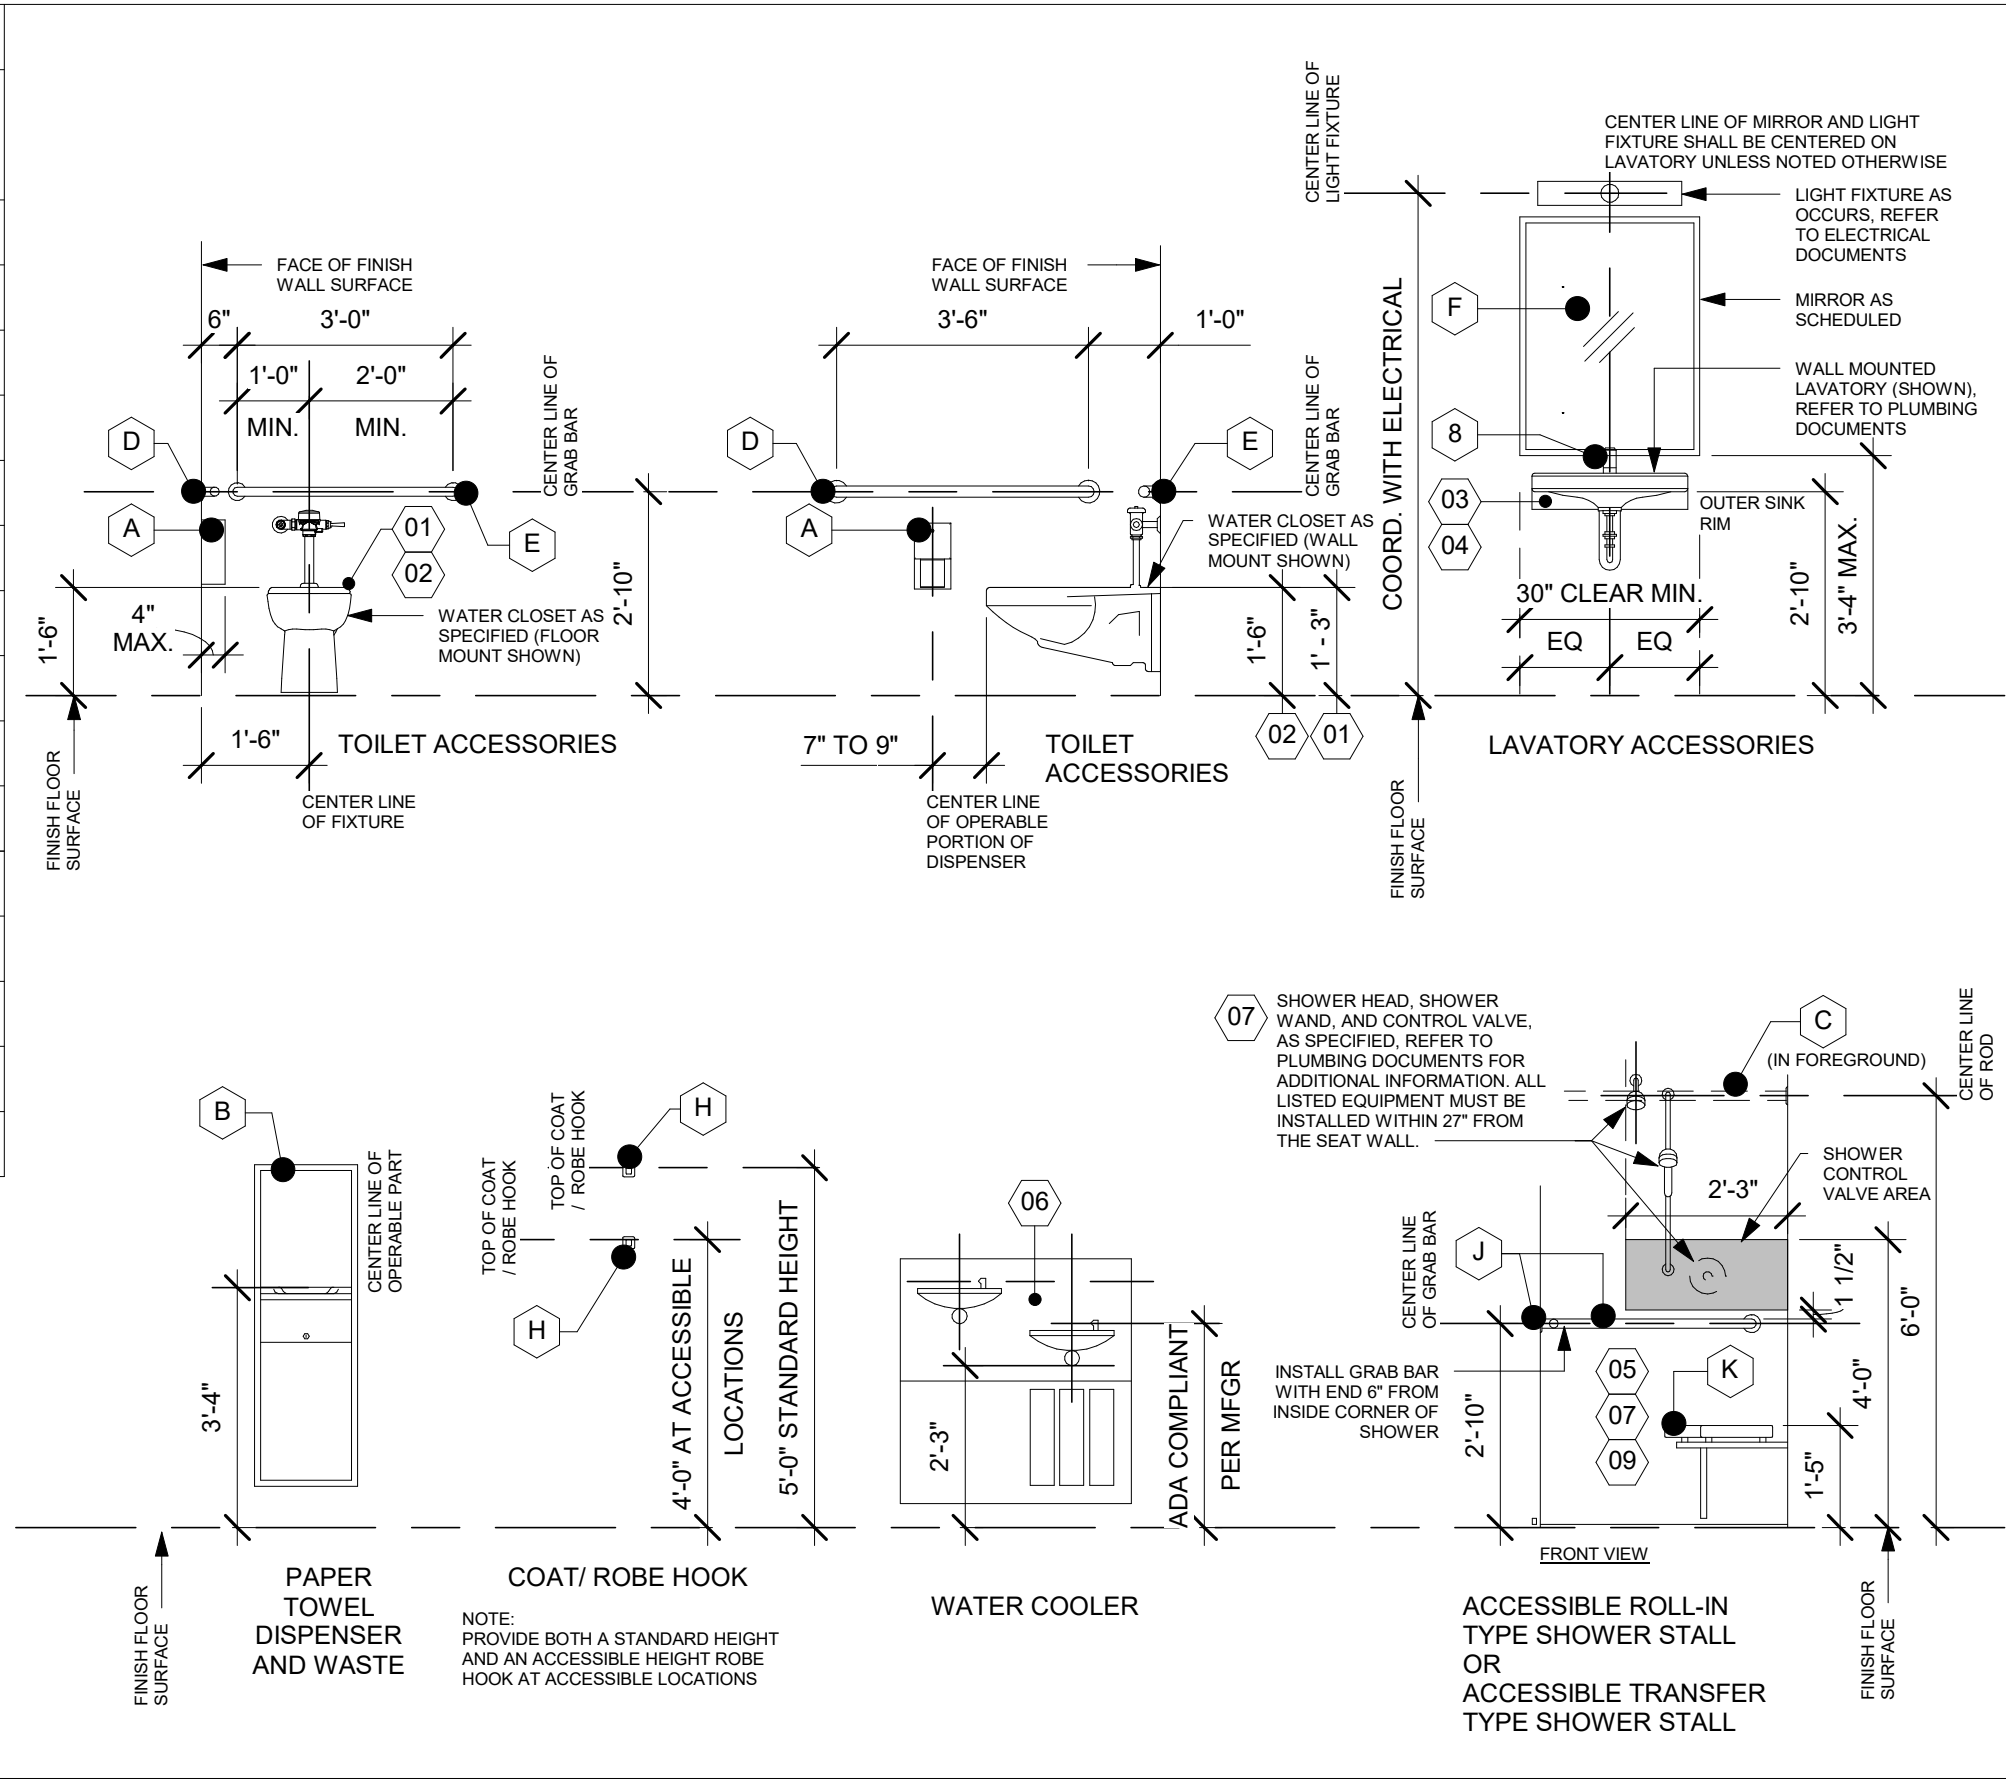 CENTER LINE OF
LIGHT FIXTURE
CENTER LINE OF MIRROR AND LIGHT
FIXTURE SHALL BE CENTERED ON
LAVATORY UNLESS NOTED OTHERWISE
LIGHT FIXTURE AS
OCCURS, REFER
TO ELECTRICAL
DOCUMENTS
MIRROR AS
SCHEDULED
WALL MOUNTED
LAVATORY (SHOWN),
REFER TO PLUMBING
DOCUMENTS
FACE OF FINISH
WALL SURFACE
6"
3'-0"
1'-0"
2'-0"
MIN.
MIN.
CENTER LINE OF
GRAB BAR
D
A
01
02
E
4"
MAX.
1'-6"
WATER CLOSET AS
SPECIFIED (FLOOR
MOUNT SHOWN)
2'-10"
1'-6"
TOILET ACCESSORIES
CENTER LINE
OF FIXTURE
FINISH FLOOR
SURFACE
FACE OF FINISH
WALL SURFACE
3'-6"
1'-0"
CENTER LINE OF
GRAB BAR
D
E
A
WATER CLOSET AS
SPECIFIED (WALL
MOUNT SHOWN)
1'-6"
1' - 3"
02
01
7" TO 9"
TOILET
ACCESSORIES
CENTER LINE
OF OPERABLE
PORTION OF
DISPENSER
COORD. WITH ELECTRICAL
F
8
03
04
OUTER SINK
RIM
30" CLEAR MIN.
EQ
EQ
2'-10"
3'-4" MAX.
LAVATORY ACCESSORIES
FINISH FLOOR
SURFACE
B
CENTER LINE OF
OPERABLE PART
3'-4"
PAPER
TOWEL
DISPENSER
AND WASTE
FINISH FLOOR
SURFACE
TOP OF COAT
/ ROBE HOOK
TOP OF COAT
/ ROBE HOOK
H
H
4'-0" AT ACCESSIBLE
LOCATIONS
5'-0" STANDARD HEIGHT
COAT/ ROBE HOOK
NOTE:
PROVIDE BOTH A STANDARD HEIGHT
AND AN ACCESSIBLE HEIGHT ROBE
HOOK AT ACCESSIBLE LOCATIONS
06
2'-3"
ADA COMPLIANT
PER MFGR
WATER COOLER
07
SHOWER HEAD, SHOWER
WAND, AND CONTROL VALVE,
AS SPECIFIED, REFER TO
PLUMBING DOCUMENTS FOR
ADDITIONAL INFORMATION. ALL
LISTED EQUIPMENT MUST BE
INSTALLED WITHIN 27" FROM
THE SEAT WALL.
C
(IN FOREGROUND)
CENTER LINE
OF ROD
SHOWER
CONTROL
VALVE AREA
2'-3"
CENTER LINE
OF GRAB BAR
J
1 1/2"
6'-0"
INSTALL GRAB BAR
WITH END 6" FROM
INSIDE CORNER OF
SHOWER
2'-10"
05
07
09
K
4'-0"
1'-5"
FRONT VIEW
ACCESSIBLE ROLL-IN
TYPE SHOWER STALL
OR
ACCESSIBLE TRANSFER
TYPE SHOWER STALL
FINISH FLOOR
SURFACE